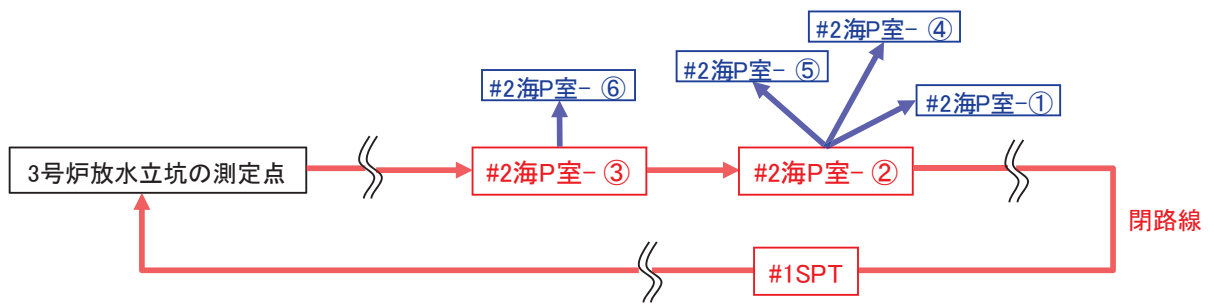 #2海P室- ④
#2海P室- ⑤
#2海P室- ⑥
#2海P室-①
3号炉放水立坑の測定点
#2海P室- ③
#2海P室- ②
閉路線
#1SPT